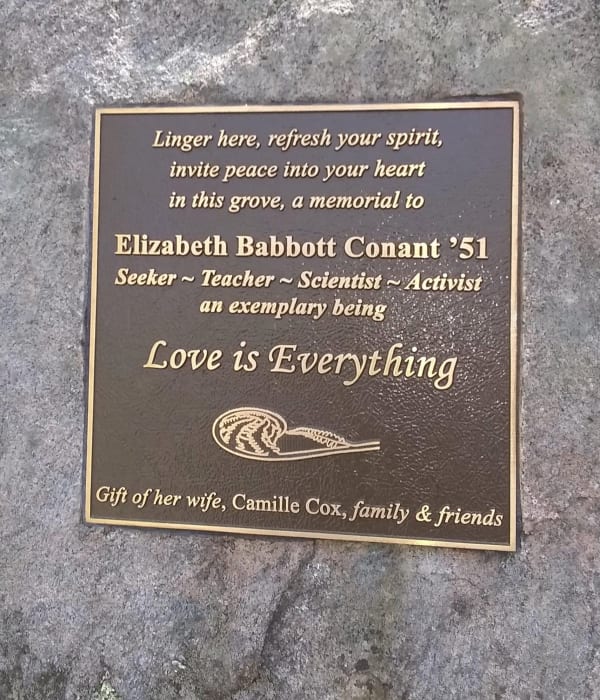 Linger here, refresh your spirit,
invite peace into your heart
in this grove, a memorial to
Elizabeth Babbott Conant ’51
Seeker ~ Teacher ~ Scientist ~ Activist
an exemplary being
Love is Everything
Gift of her wife, Camille Cox, family & friends